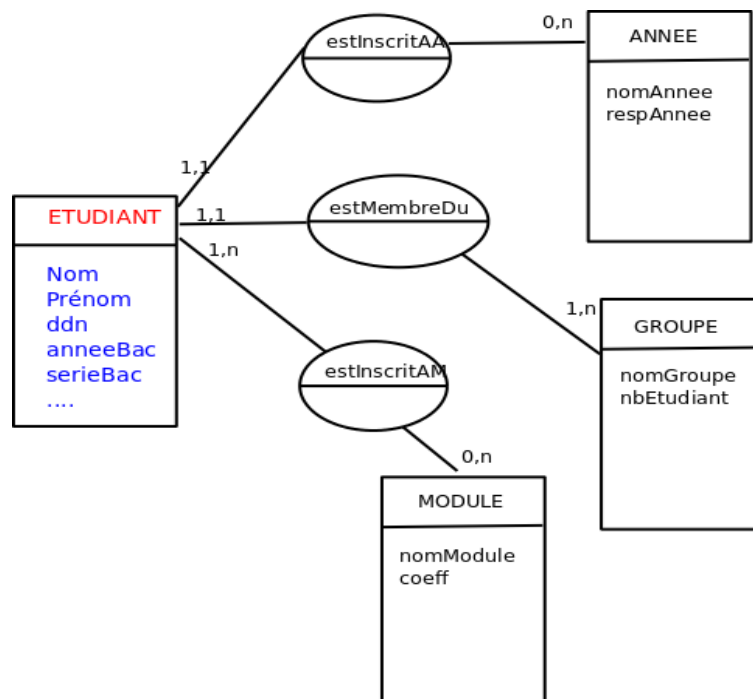 estInscritAA
0,n
ANNEE
nomAnnee
respAnnee
1,1
ETUDIANT
Nom
Prénom
ddn
anneeBac
serieBac
....
1,1
estMembreDu
1,n
1,n
GROUPE
nomGroupe
nbEtudiant
estInscritAM
0,n
MODULE
nomModule
coeff